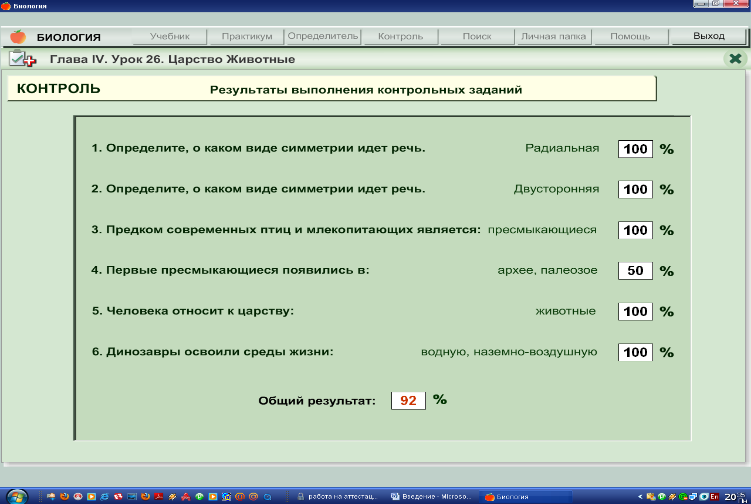 Биология
БИОЛОГИЯ Учебник Практикум Определитель Контроль Поиск Личная папка Помощь Выход
Глава IV. Урок 26. Царство Животные
КОНТРОЛЬ Результаты выполнения контрольных заданий
1. Определите, о каком виде симметрии идет речь. Радиальная 100 %
2. Определите, о каком виде симметрии идет речь. Двусторонняя 100 %
3. Предком современных птиц и млекопитающих является: пресмыкающиеся 100 %
4. Первые пресмыкающиеся появились в: архее, палеозое 50 %
5. Человека относит к царству: животные 100 %
6. Динозавры освоили среды жизни: водную, наземно-воздушную 100 %
Общий результат: 92 %
работа на аттестац... Введение - Microso... Биология En